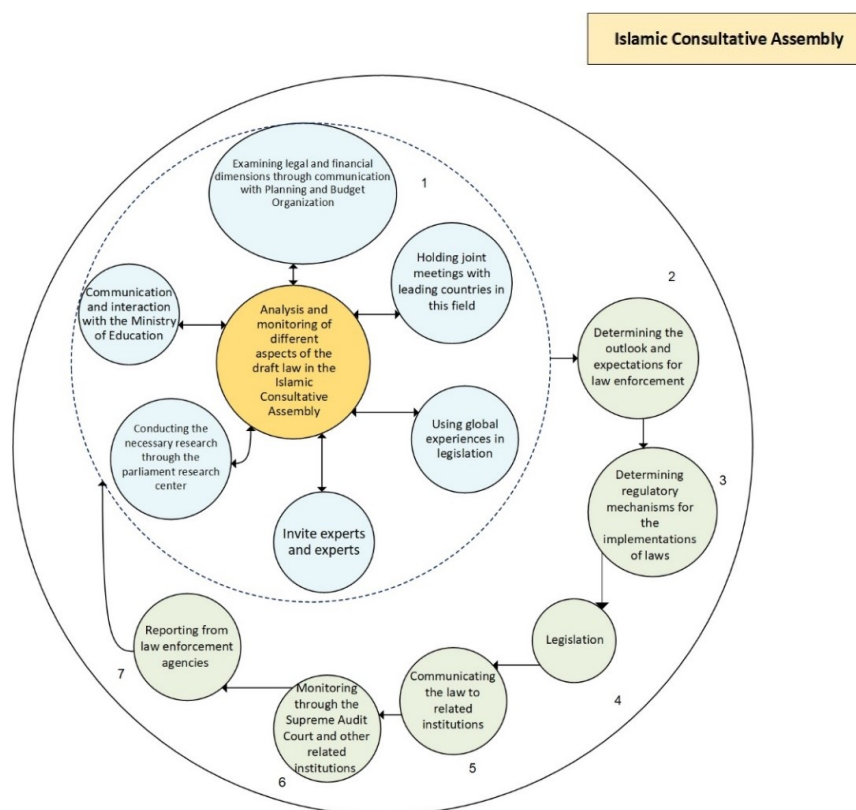 Islamic Consultative Assembly
Examining legal and financial
dimensions through communication
with Planning and Budget
Organization
1
Holding joint
meetings with
leading countries in
this field
Communication
and interaction
with the Ministry
of Education
Analysis and
monitoring of
different
aspects of the
draft law in the
Islamic
Consultative
Assembly
2
Determining the
outlook and
expectations for
law enforcement
Using global
experiences in
legislation
Conducting the
necessary research
through the
parliament research
center
Invite experts
and experts
Determining
regulatory
mechanisms for
the
implementations
of laws
3
Legislation
4
Communicating
the law to
related
institutions
5
Monitoring
through the
Supreme Audit
Court and other
related
institutions
6
Reporting from
law enforcement
agencies
7